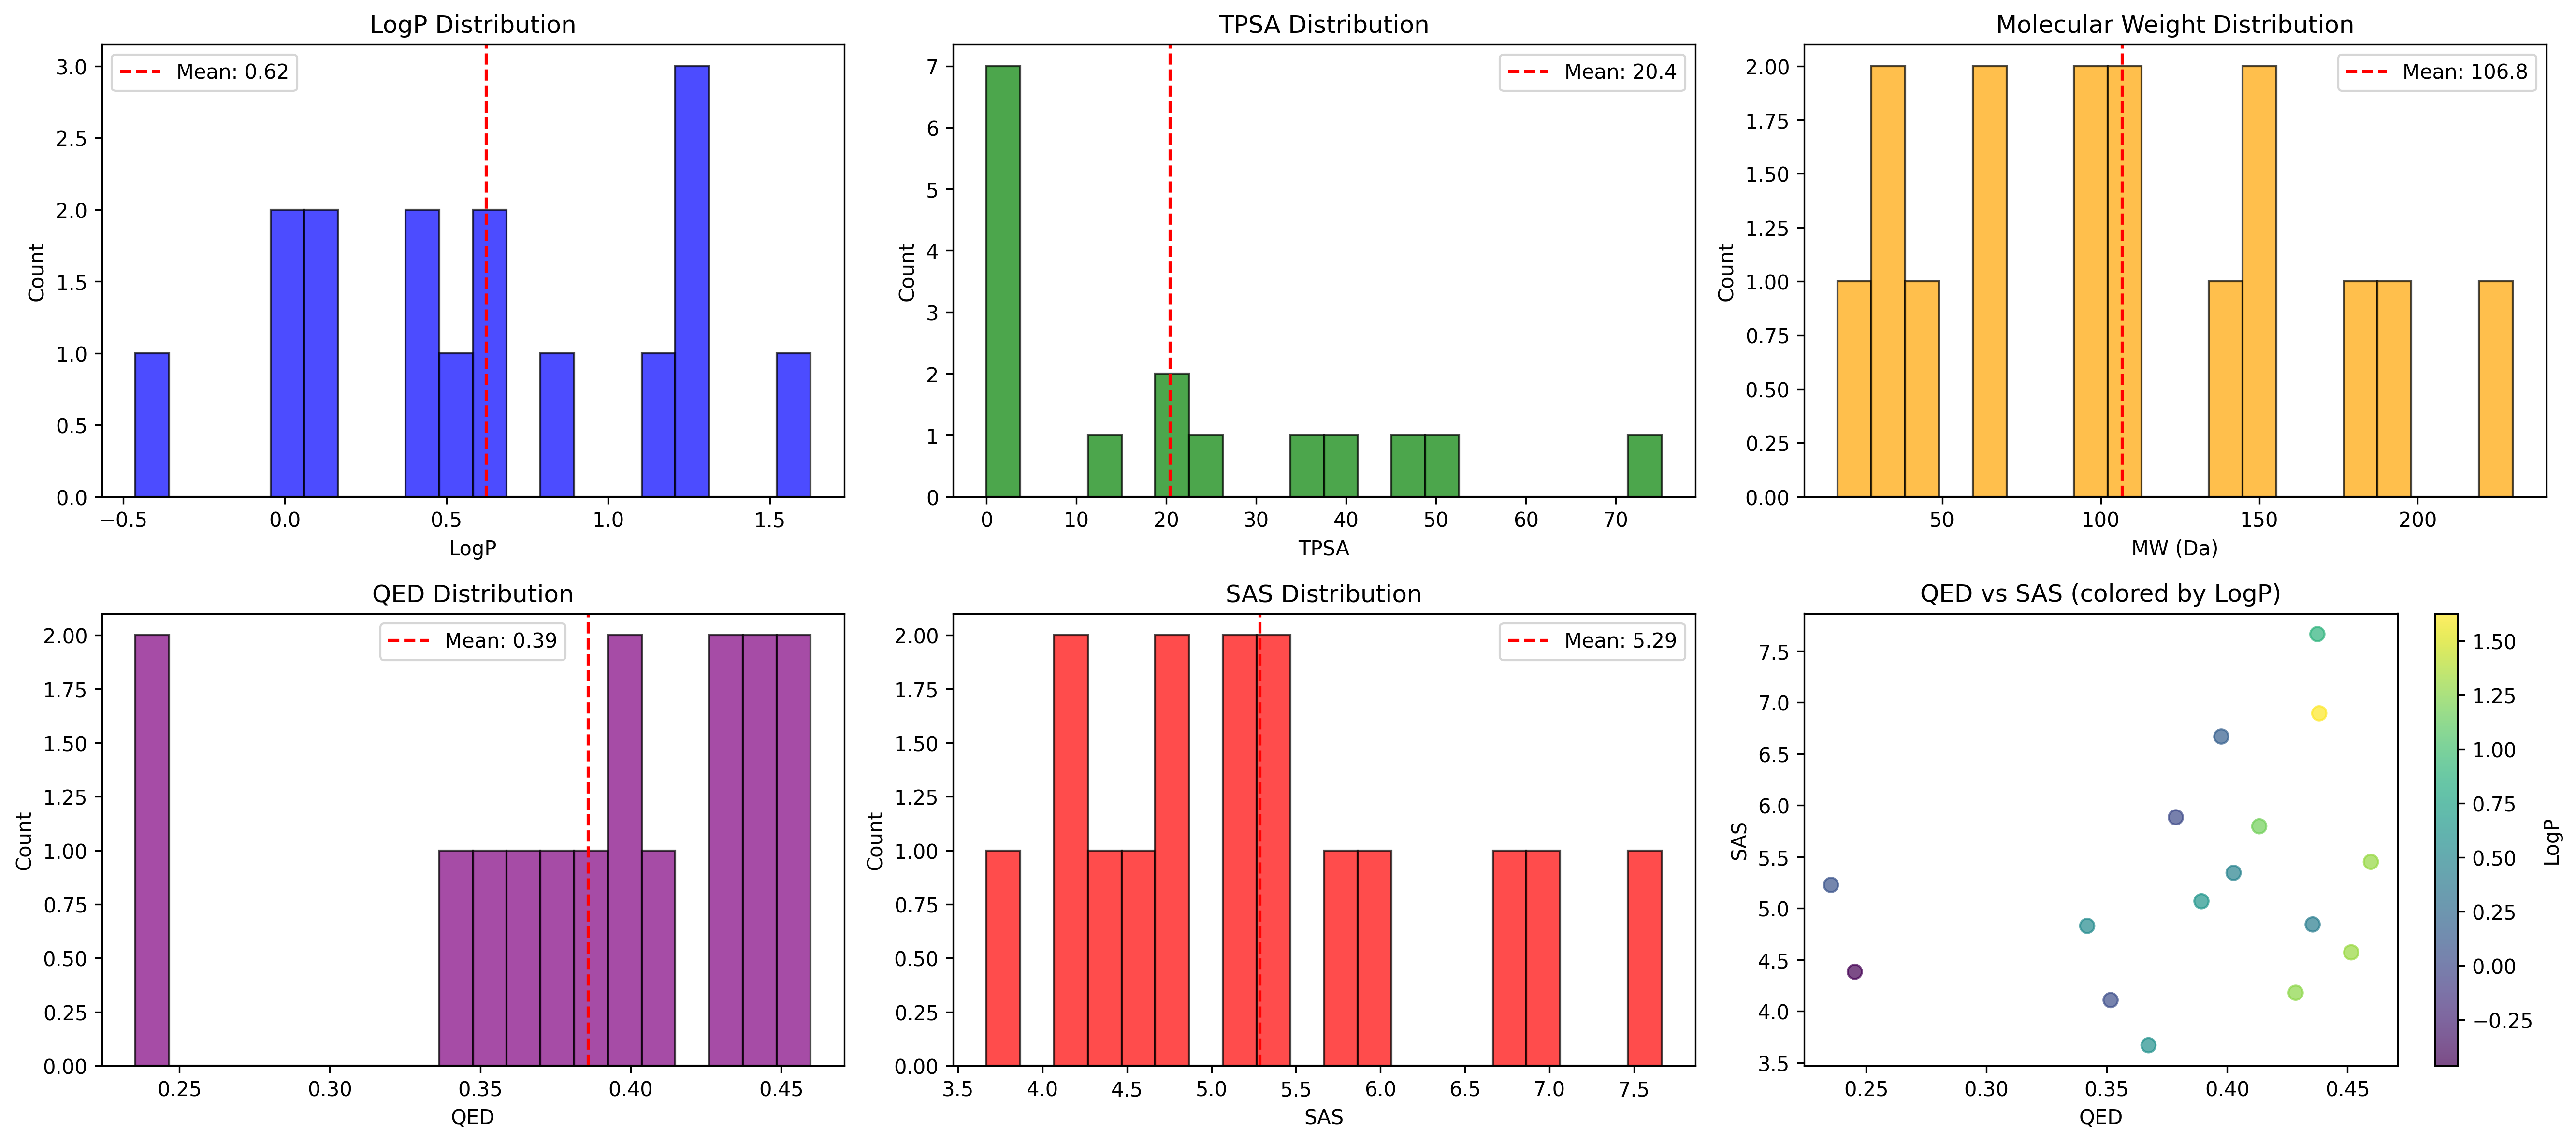 LogP Distribution
Mean: 0.62
3.0
2.5
2.0
1.5
1.0
0.5
0.0
Count
−0.5 0.0 0.5 1.0 1.5
LogP
TPSA Distribution
Mean: 20.4
7
6
5
4
3
2
1
0
Count
0 10 20 30 40 50 60 70
TPSA
Molecular Weight Distribution
Mean: 106.8
2.00
1.75
1.50
1.25
1.00
0.75
0.50
0.25
0.00
Count
50 100 150 200
MW (Da)
QED Distribution
Mean: 0.39
2.00
1.75
1.50
1.25
1.00
0.75
0.50
0.25
0.00
Count
0.25 0.30 0.35 0.40 0.45
QED
SAS Distribution
Mean: 5.29
2.00
1.75
1.50
1.25
1.00
0.75
0.50
0.25
0.00
Count
3.5 4.0 4.5 5.0 5.5 6.0 6.5 7.0 7.5
SAS
QED vs SAS (colored by LogP)
7.5
7.0
6.5
6.0
5.5
5.0
4.5
4.0
3.5
SAS
0.25 0.30 0.35 0.40 0.45
QED
1.50
1.25
1.00
0.75
0.50
0.25
0.00
−0.25
LogP